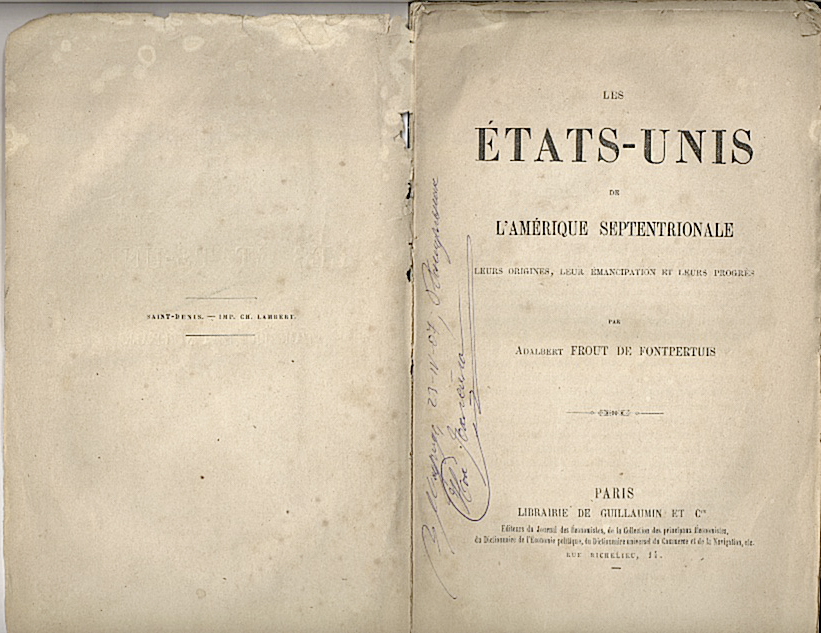 SAINT-DENIS. — IMP. CH. LAMBERT.
LES
ÉTATS-UNIS
DE
L'AMÉRIQUE SEPTENTRIONALE
LEURS ORIGINES, LEUR ÉMANCIPATION ET LEURS PROGRÈS
PAR
ADALBERT FROUT DE FONTPERTUIS
PARIS
LIBRAIRIE DE GUILLAUMIN ET Cie
Editeurs du Journal des Économistes, de la Collection des principaux Économistes,
du Dictionnaire de l'Économie politique, du Dictionnaire universel du Commerce et de la Navigation, etc.
RUE RICHELIEU, 14.